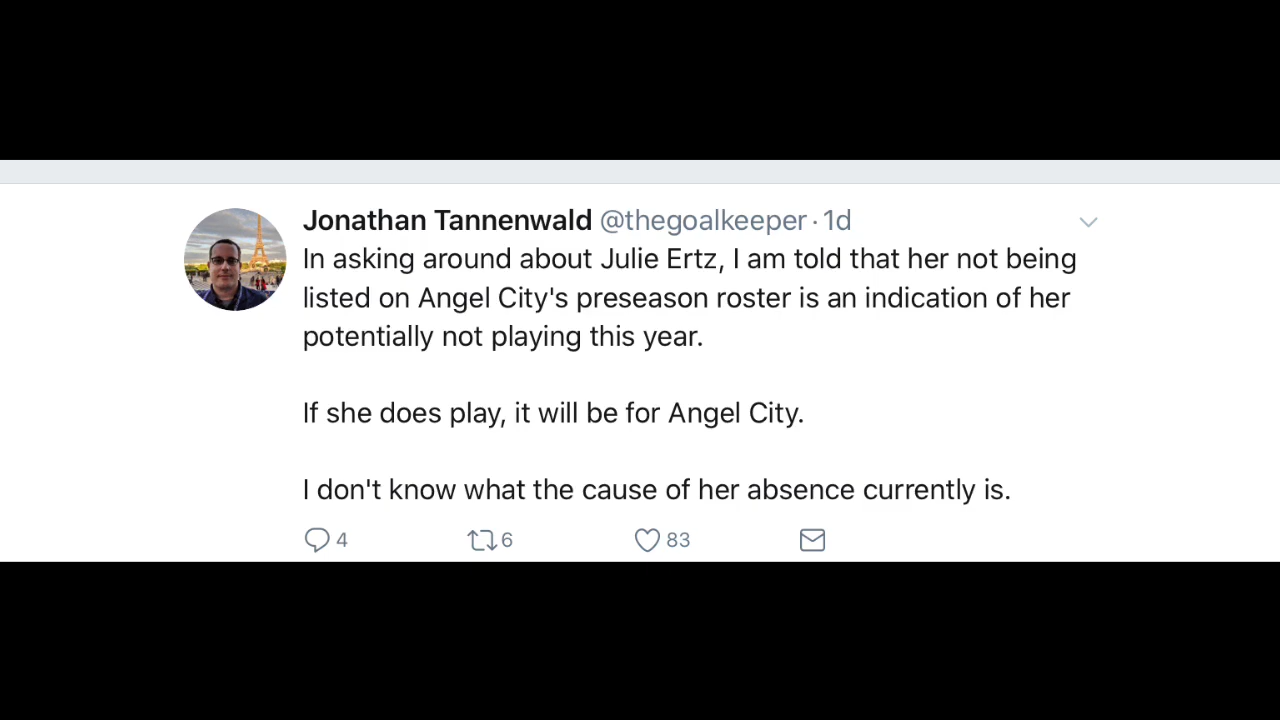 Jonathan Tannenwald @thegoalkeeper · 1d
In asking around about Julie Ertz, I am told that her not being
listed on Angel City's preseason roster is an indication of her
potentially not playing this year.
If she does play, it will be for Angel City.
I don't know what the cause of her absence currently is.
4 6 83